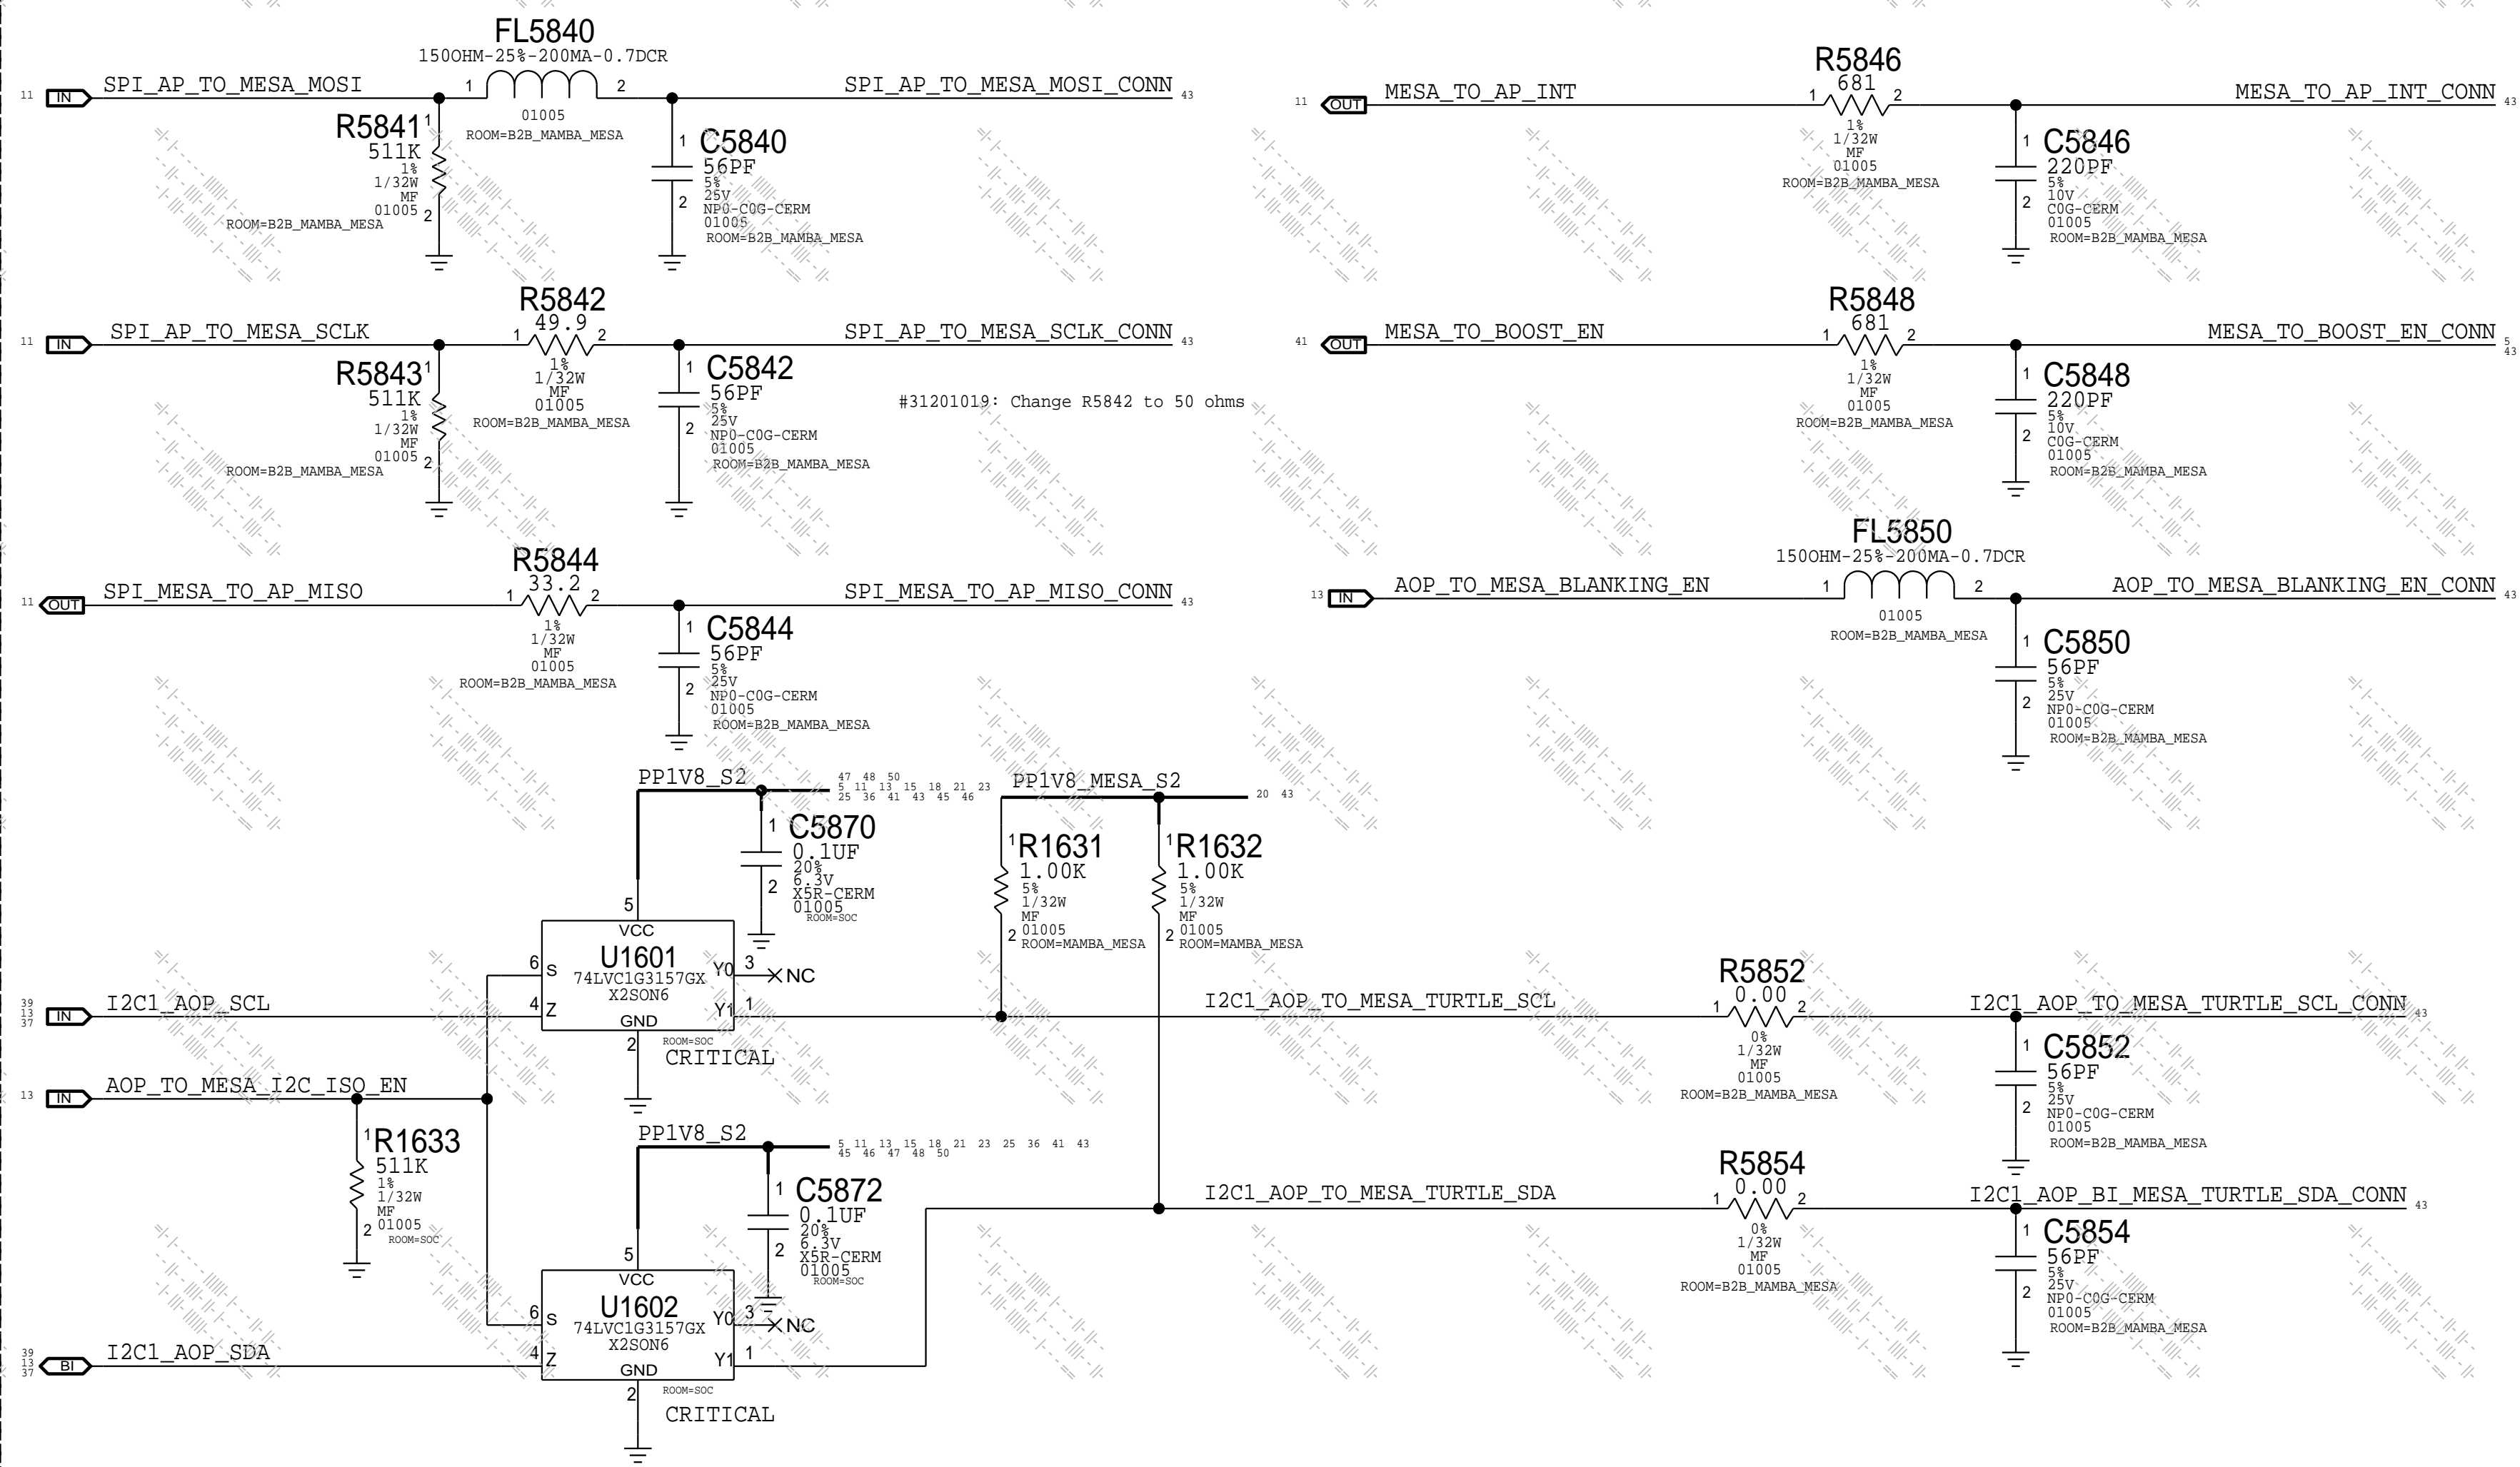 FL5840
150OHM-25%-200MA-0.7DCR
11 IN SPI_AP_TO_MESA_MOSI 1 2 SPI_AP_TO_MESA_MOSI_CONN 43
01005
ROOM=B2B_MAMBA_MESA
R5841 1
511K
1%
1/32W
MF
01005 2
ROOM=B2B_MAMBA_MESA
1 C5840
56PF
5%
2 25V
NP0-C0G-CERM
01005
ROOM=B2B_MAMBA_MESA
R5846
681
11 OUT MESA_TO_AP_INT 1 2 MESA_TO_AP_INT_CONN 43
1%
1/32W
MF
01005
ROOM=B2B_MAMBA_MESA
1 C5846
220PF
5%
2 10V
C0G-CERM
01005
ROOM=B2B_MAMBA_MESA
R5842
49.9
11 IN SPI_AP_TO_MESA_SCLK 1 2 SPI_AP_TO_MESA_SCLK_CONN 43
1%
1/32W
MF
01005
ROOM=B2B_MAMBA_MESA
R5843 1
511K
1%
1/32W
MF
01005 2
ROOM=B2B_MAMBA_MESA
1 C5842
56PF
5%
2 25V
NP0-C0G-CERM
01005
ROOM=B2B_MAMBA_MESA
#31201019: Change R5842 to 50 ohms
R5848
681
41 OUT MESA_TO_BOOST_EN 1 2 MESA_TO_BOOST_EN_CONN 5
43
1%
1/32W
MF
01005
ROOM=B2B_MAMBA_MESA
1 C5848
220PF
5%
2 10V
C0G-CERM
01005
ROOM=B2B_MAMBA_MESA
R5844
33.2
11 OUT SPI_MESA_TO_AP_MISO 1 2 SPI_MESA_TO_AP_MISO_CONN 43
1%
1/32W
MF
01005
ROOM=B2B_MAMBA_MESA
1 C5844
56PF
5%
2 25V
NP0-C0G-CERM
01005
ROOM=B2B_MAMBA_MESA
FL5850
150OHM-25%-200MA-0.7DCR
13 IN AOP_TO_MESA_BLANKING_EN 1 2 AOP_TO_MESA_BLANKING_EN_CONN 43
01005
ROOM=B2B_MAMBA_MESA
1 C5850
56PF
5%
2 25V
NP0-C0G-CERM
01005
ROOM=B2B_MAMBA_MESA
PP1V8_S2
47 48 50
5 11 13 15 18 21 23
25 36 41 43 45 46
1 C5870
0.1UF
20%
2 6.3V
X5R-CERM
01005
ROOM=SOC
PP1V8_MESA_S2 20 43
1 R1631
1.00K
5%
1/32W
MF
2 01005
ROOM=MAMBA_MESA
1 R1632
1.00K
5%
1/32W
MF
2 01005
ROOM=MAMBA_MESA
5
VCC
U1601
74LVC1G3157GX
X2SON6
6 S
Y0 3 NC
4 Z
Y1 1
GND
2
ROOM=SOC
CRITICAL
39
13
37
IN I2C1_AOP_SCL
I2C1_AOP_TO_MESA_TURTLE_SCL
R5852
0.00
1 2
0%
1/32W
MF
01005
ROOM=B2B_MAMBA_MESA
I2C1_AOP_TO_MESA_TURTLE_SCL_CONN 43
1 C5852
56PF
5%
2 25V
NP0-C0G-CERM
01005
ROOM=B2B_MAMBA_MESA
13 IN AOP_TO_MESA_I2C_ISO_EN
1 R1633
511K
1%
1/32W
MF
2 01005
ROOM=SOC
PP1V8_S2
5 11 13 15 18 21 23 25 36 41 43
45 46 47 48 50
1 C5872
0.1UF
20%
2 6.3V
X5R-CERM
01005
ROOM=SOC
5
VCC
U1602
74LVC1G3157GX
X2SON6
6 S
Y0 3 NC
4 Z
Y1 1
GND
2
ROOM=SOC
CRITICAL
39
13
37
BI I2C1_AOP_SDA
I2C1_AOP_TO_MESA_TURTLE_SDA
R5854
0.00
1 2
0%
1/32W
MF
01005
ROOM=B2B_MAMBA_MESA
I2C1_AOP_BI_MESA_TURTLE_SDA_CONN 43
1 C5854
56PF
5%
2 25V
NP0-C0G-CERM
01005
ROOM=B2B_MAMBA_MESA